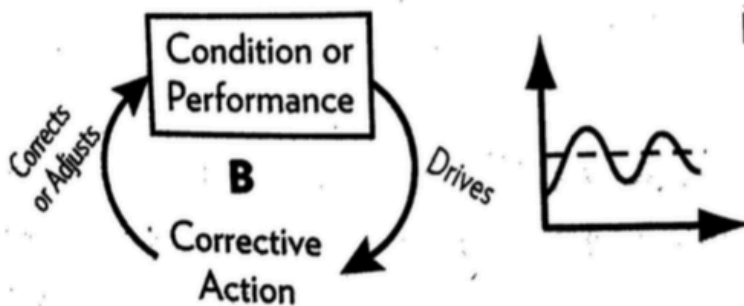 Condition or
Performance
Corrects
or Adjusts
B
Drives
Corrective
Action